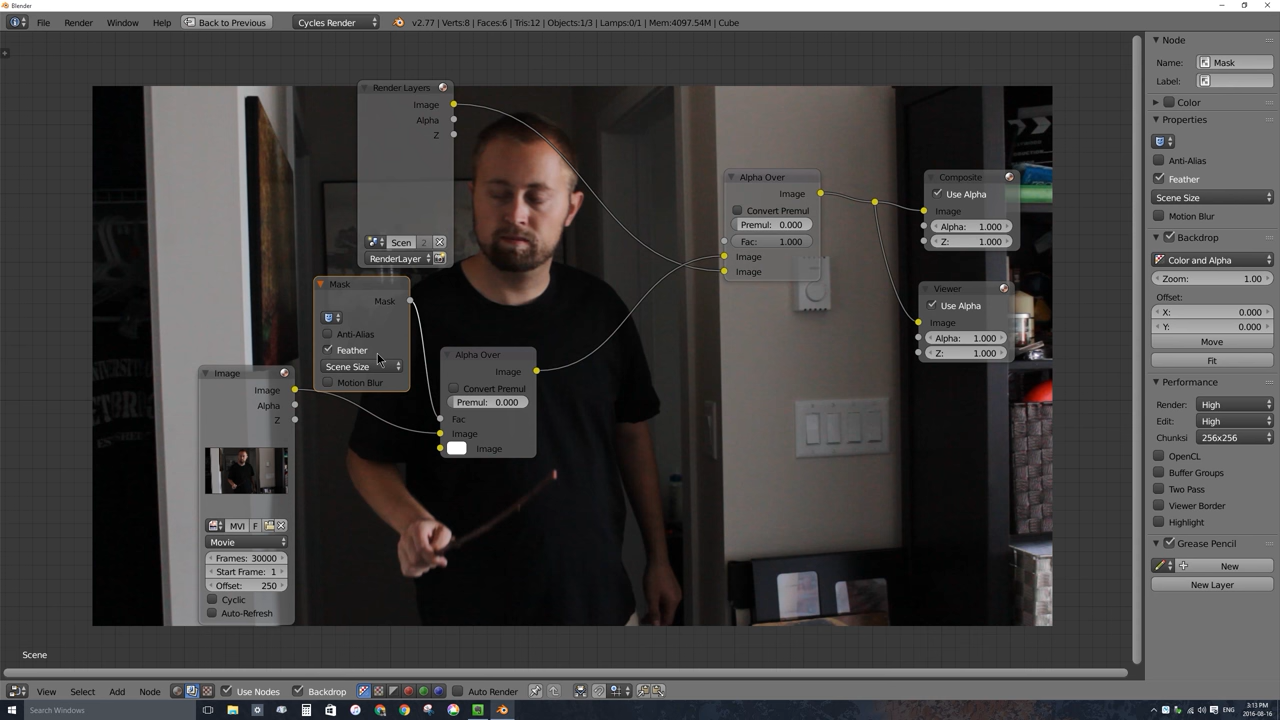 Blender
File Render Window Help Back to Previous Cycles Render v2.77 | Verts:8 | Faces:6 | Tris:12 | Objects:1/3 | Lamps:0/1 | Mem:4097.54M | Cube
Render Layers
Image
Alpha
Z
Scen 2
RenderLayer
Mask
Mask
Anti-Alias
Feather
Scene Size
Motion Blur
Image
Image
Alpha
Z
MVI F
Movie
Frames: 30000
Start Frame: 1
Offset: 250
Cyclic
Auto-Refresh
Alpha Over
Image
Convert Premul
Premul: 0.000
Fac
Image
Image
Alpha Over
Image
Convert Premul
Premul: 0.000
Fac: 1.000
Image
Image
Composite
Use Alpha
Image
Alpha: 1.000
Z: 1.000
Viewer
Use Alpha
Image
Alpha: 1.000
Z: 1.000
Node
Name: Mask
Label:
Color
Properties
Anti-Alias
Feather
Scene Size
Motion Blur
Backdrop
Color and Alpha
Zoom: 1.00
Offset:
X: 0.000
Y: 0.000
Move
Fit
Performance
Render: High
Edit: High
Chunksi 256x256
OpenCL
Buffer Groups
Two Pass
Viewer Border
Highlight
Grease Pencil
New
New Layer
Scene
View Select Add Node Use Nodes Backdrop Auto Render
Search Windows ENG 3:13 PM
2016-08-16